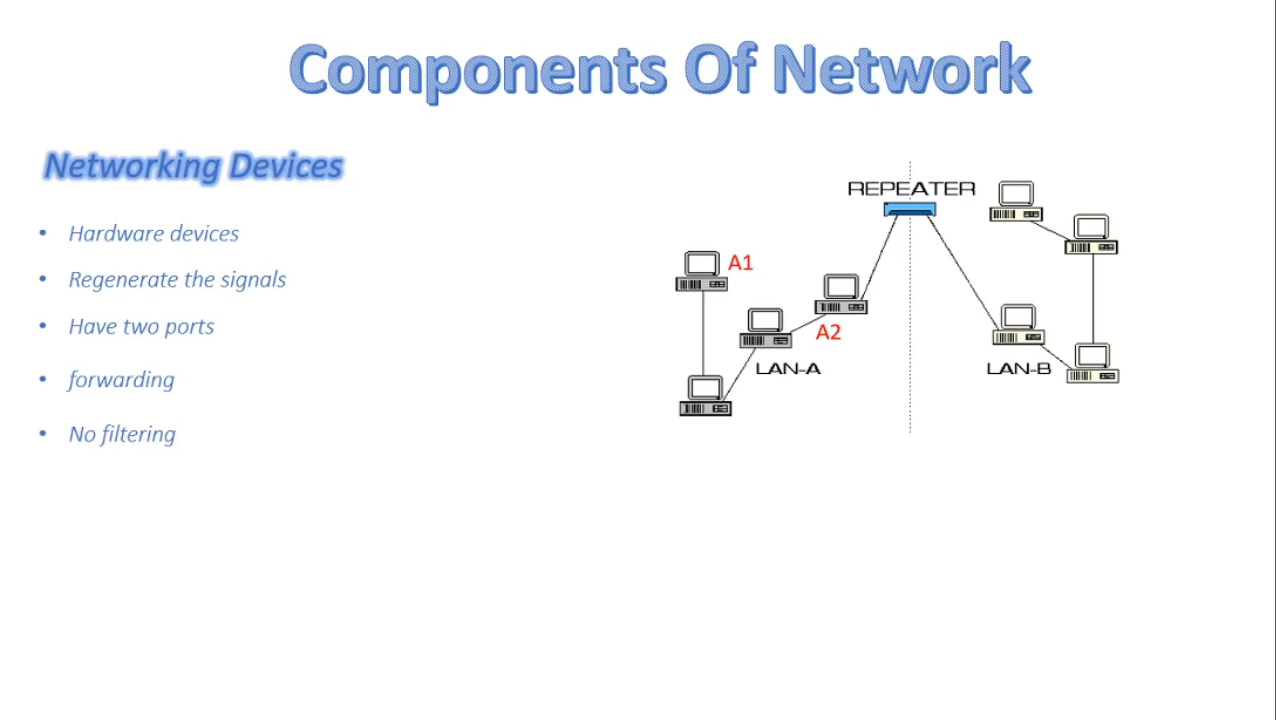 Components Of Network
Networking Devices
• Hardware devices
• Regenerate the signals
• Have two ports
• forwarding
• No filtering
REPEATER
A1
A2
LAN-A
LAN-B